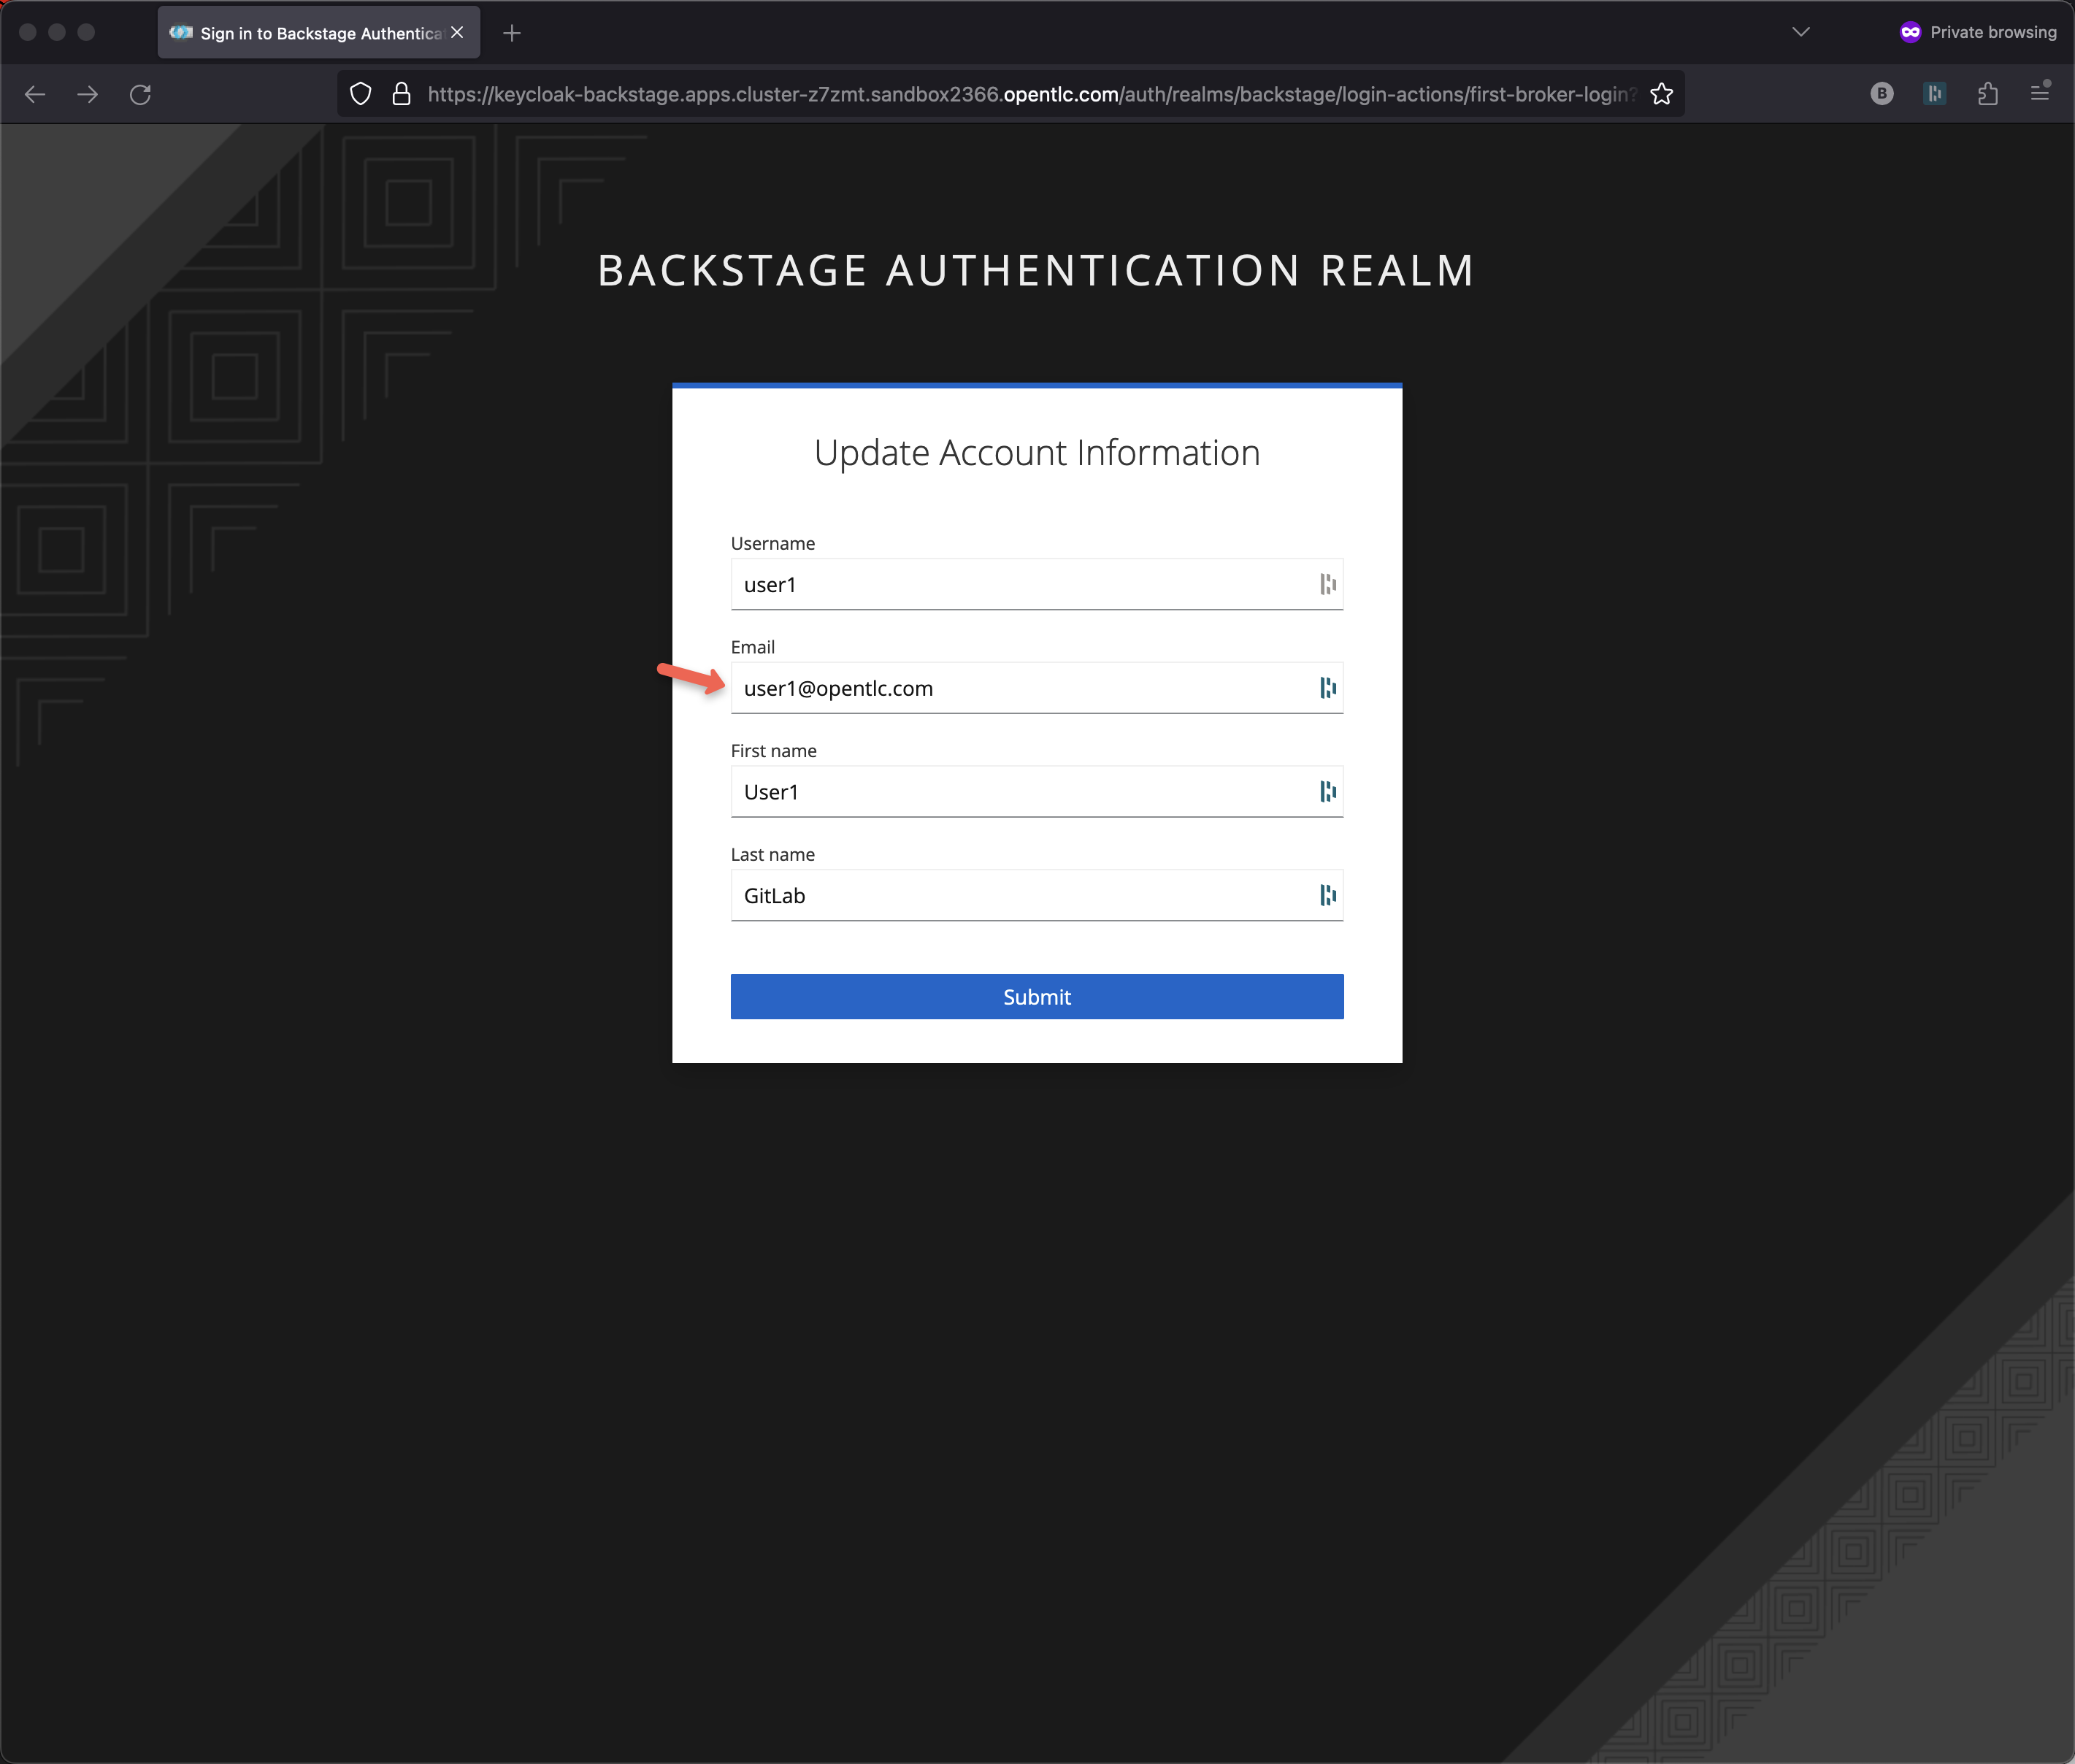 Sign in to Backstage Authentica
Private browsing
https://keycloak-backstage.apps.cluster-z7zmt.sandbox2366.opentlc.com/auth/realms/backstage/login-actions/first-broker-login?
B
BACKSTAGE AUTHENTICATION REALM
Update Account Information
Username
user1
Email
user1@opentlc.com
First name
User1
Last name
GitLab
Submit